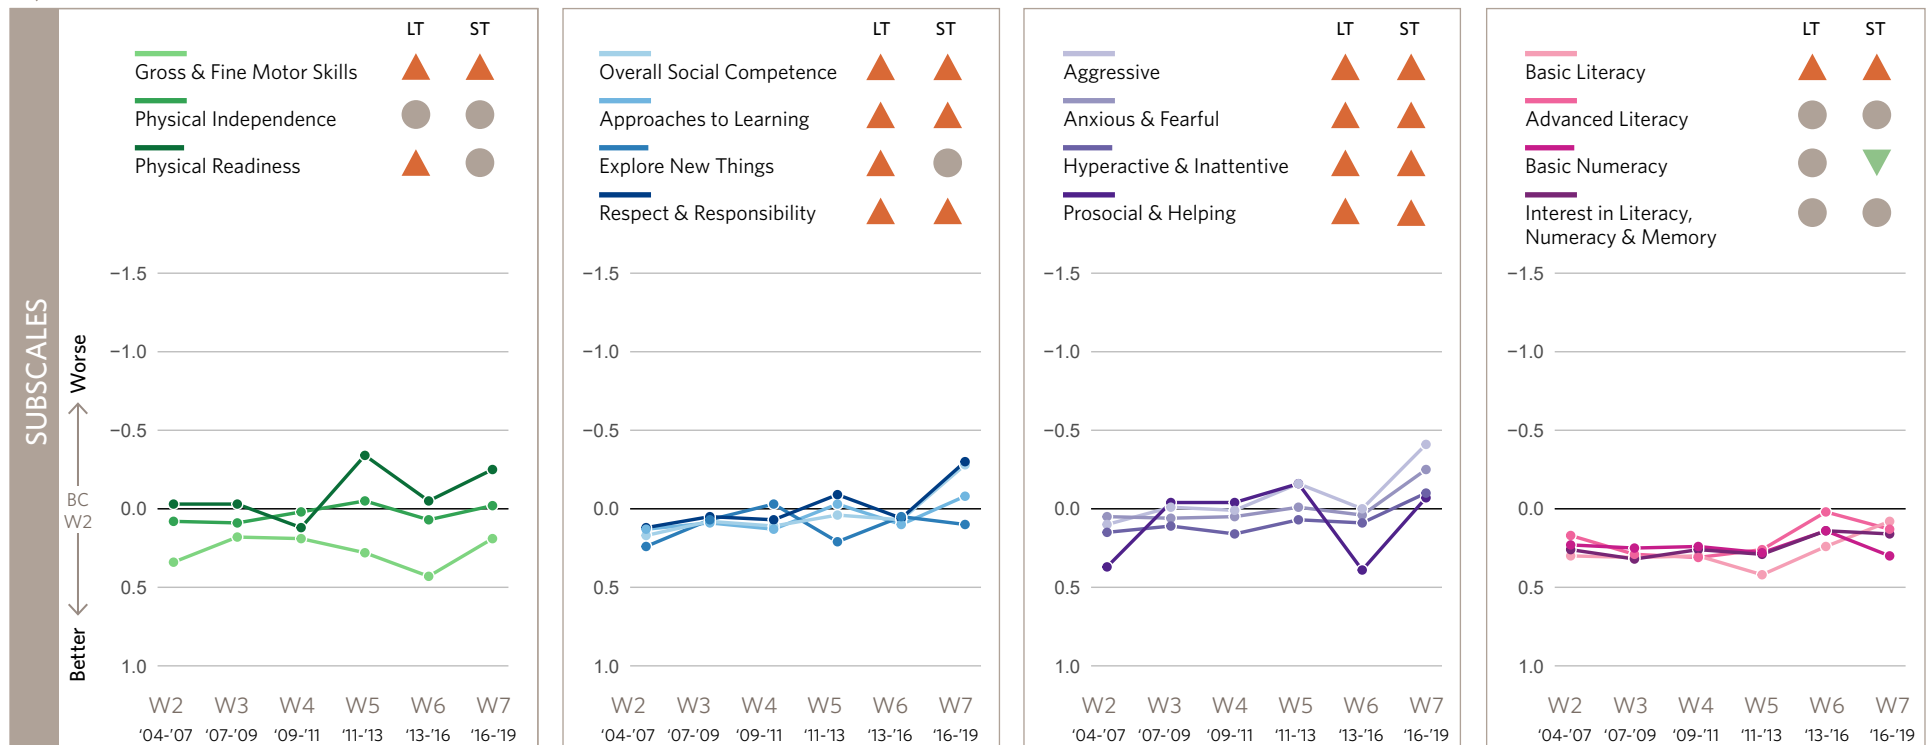 SUBSCALES
Worse
BC
W2
Better
LT ST
Gross & Fine Motor Skills
Physical Independence
Physical Readiness
−1.5
−1.0
−0.5
0.0
0.5
1.0
W2 W3 W4 W5 W6 W7
‘04-’07 ‘07-’09 ‘09-’11 ‘11-’13 ‘13-’16 ‘16-’19
LT ST
Overall Social Competence
Approaches to Learning
Explore New Things
Respect & Responsibility
−1.5
−1.0
−0.5
0.0
0.5
1.0
W2 W3 W4 W5 W6 W7
‘04-’07 ‘07-’09 ‘09-’11 ‘11-’13 ‘13-’16 ‘16-’19
LT ST
Aggressive
Anxious & Fearful
Hyperactive & Inattentive
Prosocial & Helping
−1.5
−1.0
−0.5
0.0
0.5
1.0
W2 W3 W4 W5 W6 W7
‘04-’07 ‘07-’09 ‘09-’11 ‘11-’13 ‘13-’16 ‘16-’19
LT ST
Basic Literacy
Advanced Literacy
Basic Numeracy
Interest in Literacy,
Numeracy & Memory
−1.5
−1.0
−0.5
0.0
0.5
1.0
W2 W3 W4 W5 W6 W7
‘04-’07 ‘07-’09 ‘09-’11 ‘11-’13 ‘13-’16 ‘16-’19